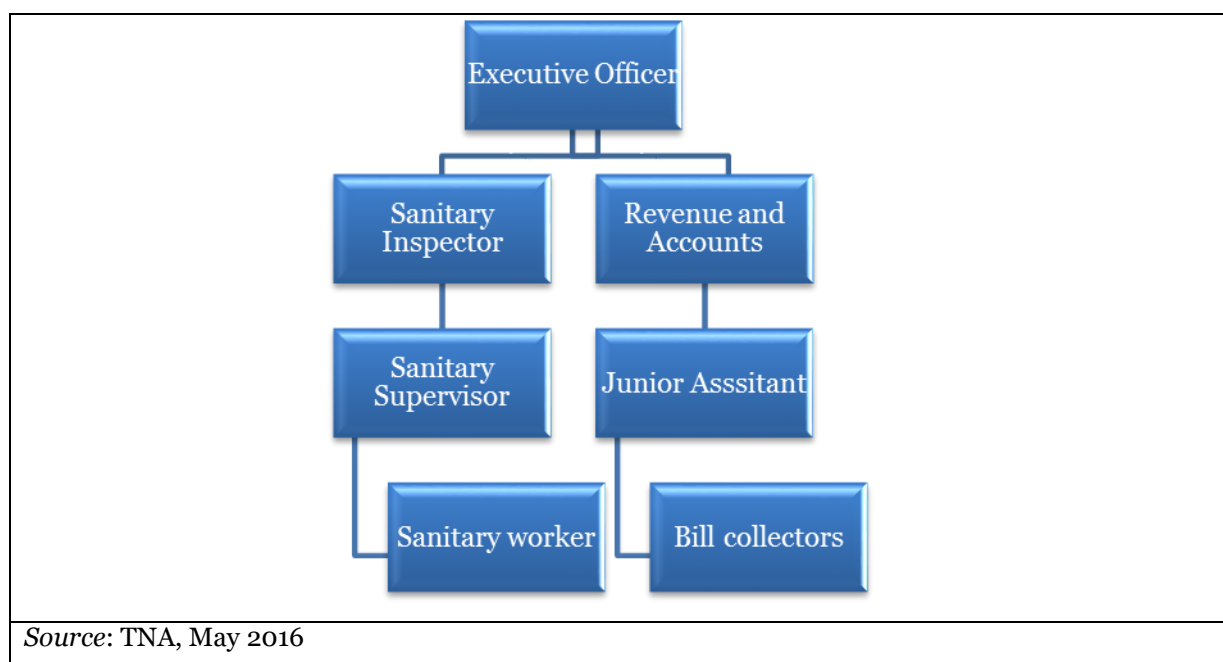 Executive Officer
Sanitary
Inspector
Revenue and
Accounts
Sanitary
Supervisor
Junior Asssitant
Sanitary worker
Bill collectors
Source: TNA, May 2016